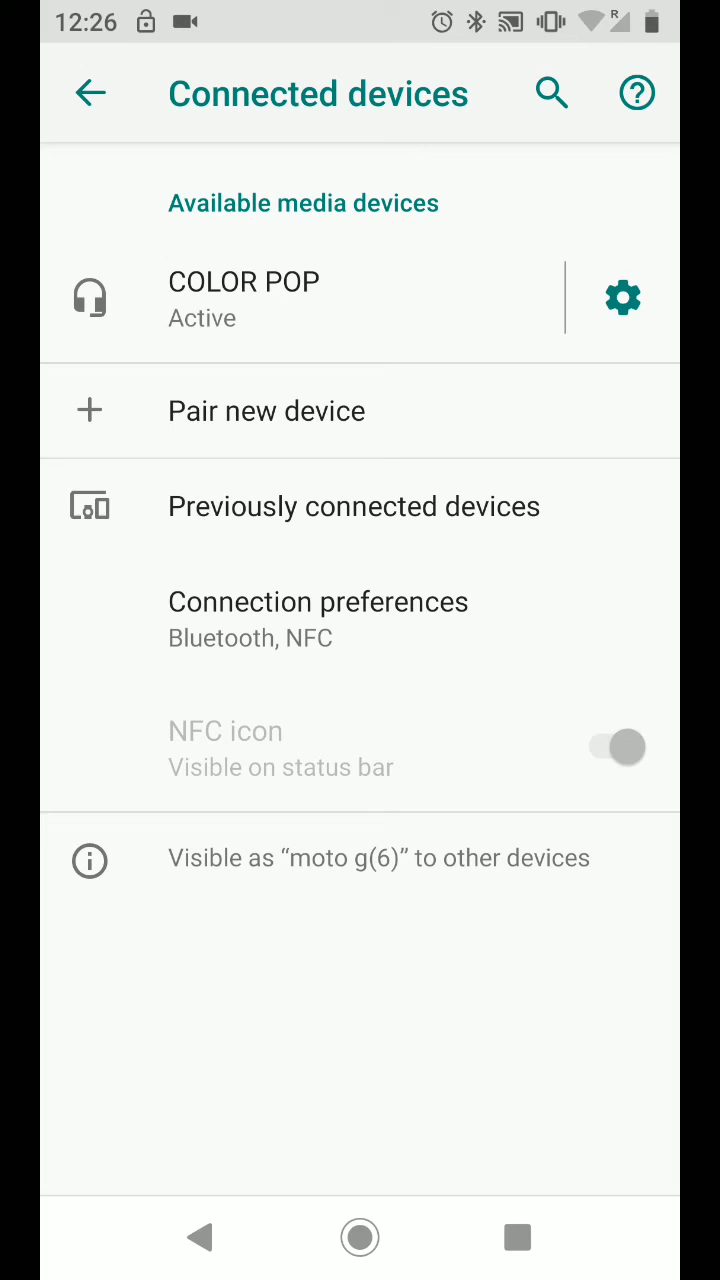 12:26
R
Connected devices
Available media devices
COLOR POP
Active
Pair new device
Previously connected devices
Connection preferences
Bluetooth, NFC
NFC icon
Visible on status bar
Visible as “moto g(6)” to other devices